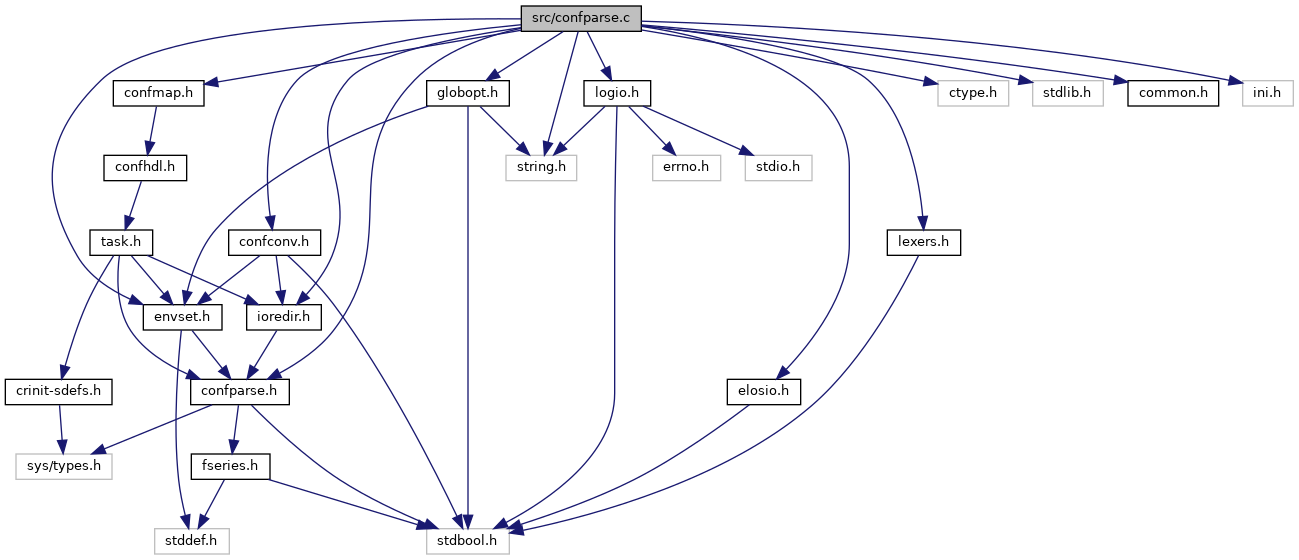 src/confparse.c
confmap.h
globopt.h
logio.h
ctype.h
stdlib.h
common.h
ini.h
confhdl.h
string.h
errno.h
stdio.h
task.h
confconv.h
lexers.h
envset.h
ioredir.h
crinit-sdefs.h
confparse.h
elosio.h
sys/types.h
fseries.h
stddef.h
stdbool.h